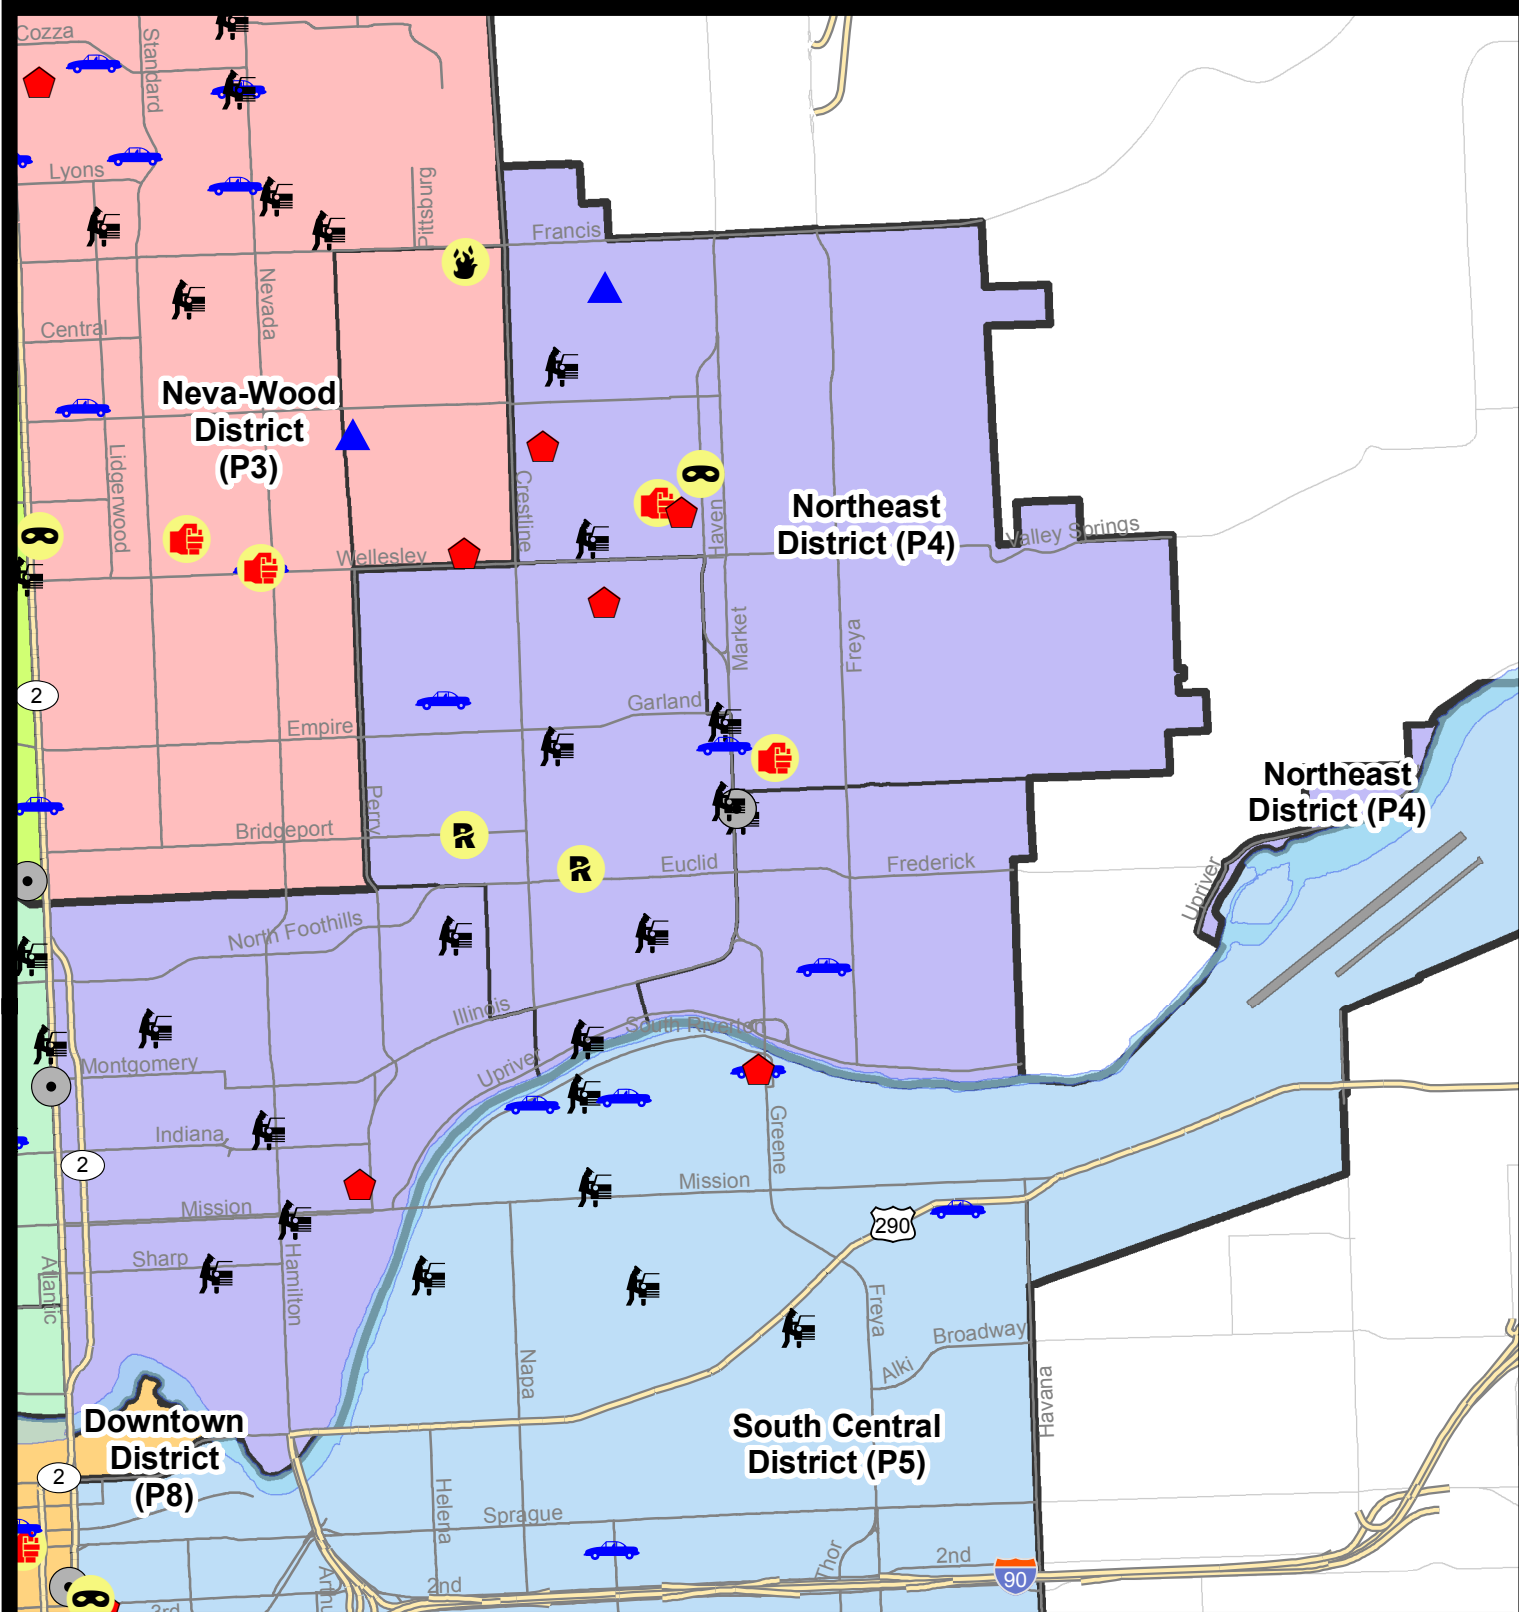 Cozza
Standard
Lyons
Pittsburg
Francis
Nevada
Central
Neva-Wood
District
(P3)
Lidgerwood
Crestline
Haven
Northeast
District (P4)
Valley Springs
Wellesley
Market
Freya
2
Garland
Empire
Perry
Bridgeport
Euclid
Frederick
Northeast
District (P4)
Upriver
North Foothills
Illinois
South Riverton
Montgomery
Upriver
Greene
Indiana
2
Mission
Mission
290
Sharp
Atlantic
Hamilton
Freya
Broadway
Alki
Napa
Havana
Downtown
District
(P8)
South Central
District (P5)
2
Helena
Sprague
Thor
2nd
2nd
90
3rd